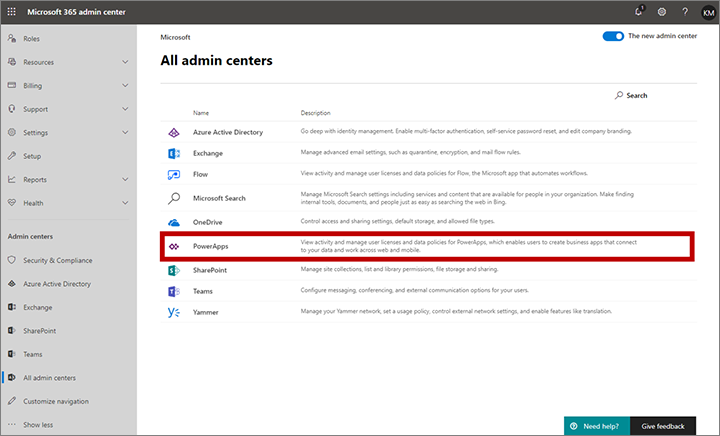 Microsoft 365 admin center
1
?
KM
Roles
Resources
Billing
Support
Settings
Setup
Reports
Health
Admin centers
Security & Compliance
Azure Active Directory
Exchange
SharePoint
Teams
All admin centers
Customize navigation
Show less
Microsoft
The new admin center
All admin centers
Search
Name Description
Azure Active Directory Go deep with identity management. Enable multi-factor authentication, self-service password reset, and edit company branding.
Exchange Manage advanced email settings, such as quarantine, encryption, and mail flow rules.
Flow View activity and manage user licenses and data policies for Flow, the Microsoft app that automates workflows.
Microsoft Search Manage Microsoft Search settings including services and content that are available for people in your organization. Make finding
internal tools, documents, and people just as easy as searching the web in Bing.
OneDrive Control access and sharing settings, default storage, and allowed file types.
PowerApps View activity and manage user licenses and data policies for PowerApps, which enables users to create business apps that connect
to your data and work across web and mobile.
SharePoint Manage site collections, list and library permissions, file storage and sharing.
Teams Configure messaging, conferencing, and external communication options for your users.
Yammer Manage your Yammer network, set a usage policy, control external network settings, and enable features like translation.
Need help? Give feedback